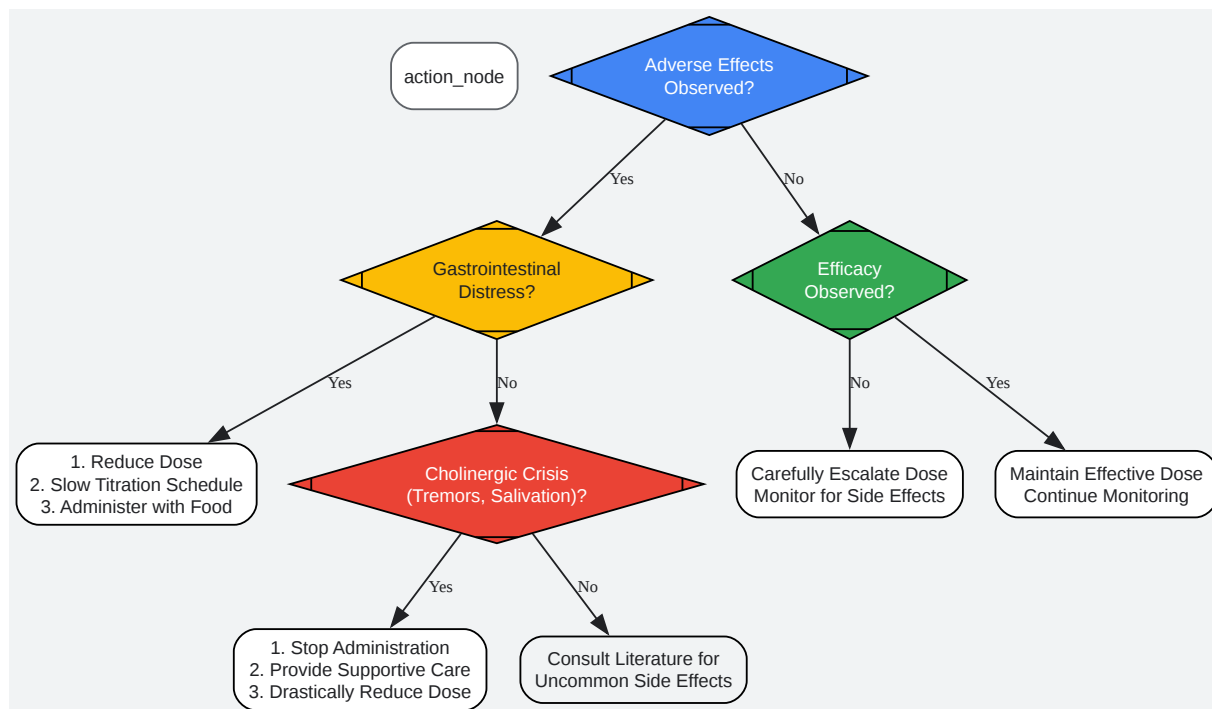 action_node
Adverse Effects
Observed?
Yes
No
Gastrointestinal
Distress?
Efficacy
Observed?
Yes
No
No
Yes
1. Reduce Dose
2. Slow Titration Schedule
3. Administer with Food
Cholinergic Crisis
(Tremors, Salivation)?
Carefully Escalate Dose
Monitor for Side Effects
Maintain Effective Dose
Continue Monitoring
Yes
No
1. Stop Administration
2. Provide Supportive Care
3. Drastically Reduce Dose
Consult Literature for
Uncommon Side Effects